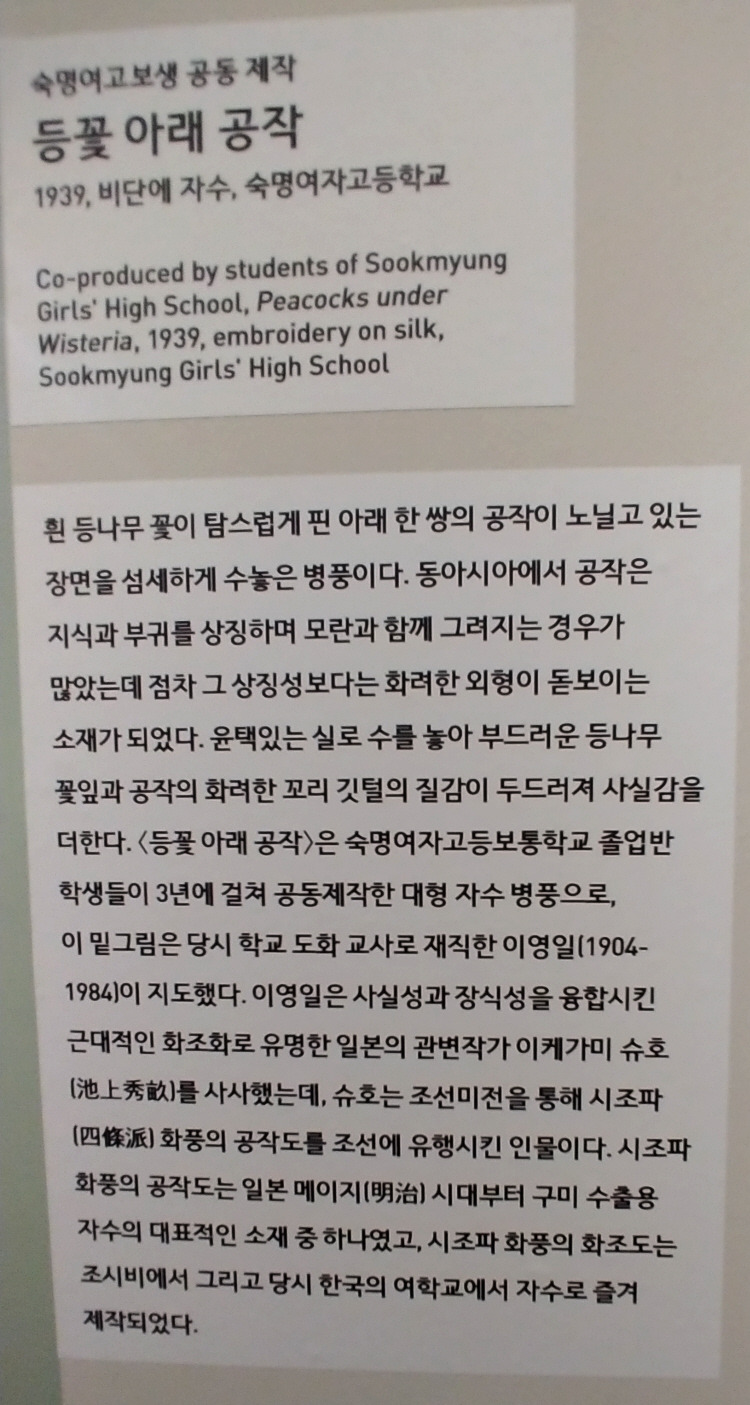 숙명여고보생 공동 제작
등꽃 아래 공작
1939, 비단에 자수, 숙명여자고등학교
Co-produced by students of Sookmyung
Girls' High School, Peacocks under
Wisteria, 1939, embroidery on silk,
Sookmyung Girls' High School
흰 등나무 꽃이 탐스럽게 핀 아래 한 쌍의 공작이 노닐고 있는
장면을 섬세하게 수놓은 병풍이다. 동아시아에서 공작은
지식과 부귀를 상징하며 모란과 함께 그려지는 경우가
많았는데 점차 그 상징성보다는 화려한 외형이 돋보이는
소재가 되었다. 윤택있는 실로 수를 놓아 부드러운 등나무
꽃잎과 공작의 화려한 꼬리 깃털의 질감이 두드러져 사실감을
더한다. 〈등꽃 아래 공작〉은 숙명여자고등보통학교 졸업반
학생들이 3년에 걸쳐 공동제작한 대형 자수 병풍으로,
이 밑그림은 당시 학교 도화 교사로 재직한 이영일(1904-
1984)이 지도했다. 이영일은 사실성과 장식성을 융합시킨
근대적인 화조화로 유명한 일본의 관변작가 이케가미 슈호
(池上秀畝)를 사사했는데, 슈호는 조선미전을 통해 시조파
(四條派) 화풍의 공작도를 조선에 유행시킨 인물이다. 시조파
화풍의 공작도는 일본 메이지(明治) 시대부터 구미 수출용
자수의 대표적인 소재 중 하나였고, 시조파 화풍의 화조도는
조시비에서 그리고 당시 한국의 여학교에서 자수로 즐겨
제작되었다.